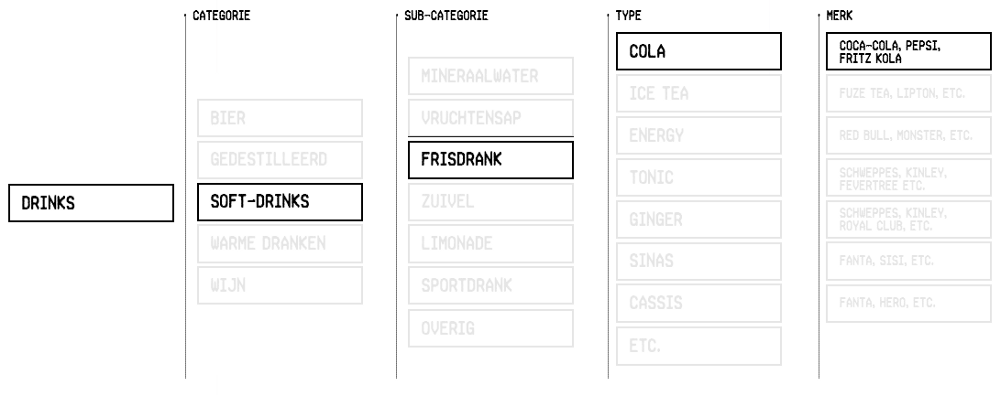 DRINKS
CATEGORIE
BIER
GEDESTILLEERD
SOFT-DRINKS
WARME DRANKEN
WIJN
SUB-CATEGORIE
MINERAALWATER
VRUCHTENSAP
FRISDRANK
ZUIVEL
LIMONADE
SPORTDRANK
OVERIG
TYPE
COLA
ICE TEA
ENERGY
TONIC
GINGER
SINAS
CASSIS
ETC.
MERK
COCA-COLA, PEPSI,
FRITZ KOLA
FUZE TEA, LIPTON, ETC.
RED BULL, MONSTER, ETC.
SCHWEPPES, KINLEY,
FEVERTREE ETC.
SCHWEPPES, KINLEY,
ROYAL CLUB, ETC.
FANTA, SISI, ETC.
FANTA, HERO, ETC.